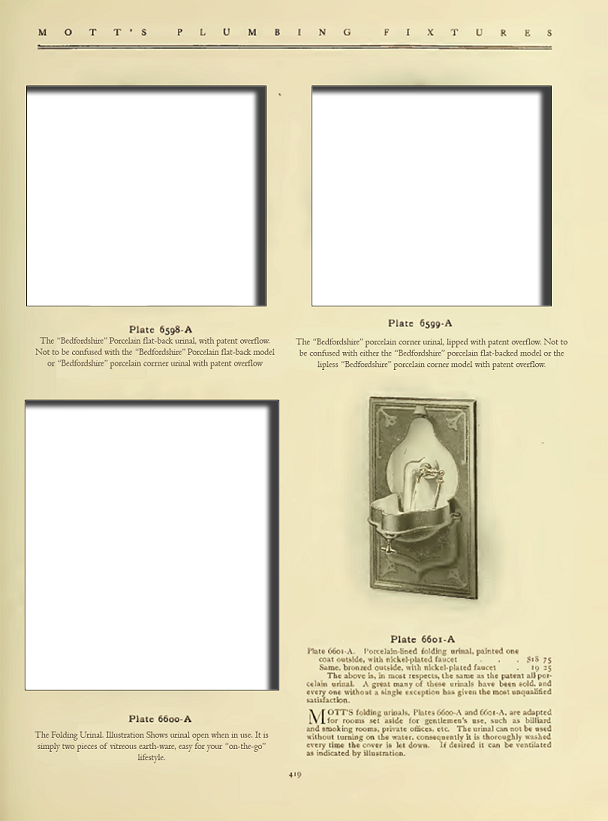 MOTT'S PLUMBING FIXTURES
Plate 6598-A
The "Bedfordshire" Porcelain flat-back urinal, with patent overflow.
Not to be confused with the "Bedfordshire" Porcelain flat-back model
or "Bedfordshire" porcelain corrner urinal with patent overflow
Plate 6599-A
The "Bedfordshire" porcelain corner urinal, lipped with patent overflow. Not to
be confused with either the "Bedfordshire" porcelain flat-backed model or the
lipless "Bedfordshire" porcelain corner model with patent overflow.
Plate 6600-A
The Folding Urinal. Illustration Shows urinal open when in use. It is
simply two pieces of vitreous earth-ware, easy for your "on-the-go"
lifestyle.
Plate 6601-A
Plate 6601-A. Porcelain-lined folding urinal, painted one
coat outside, with nickel-plated faucet . . . $18 75
Same, bronzed outside, with nickel-plated faucet . 19 25
The above is, in most respects, the same as the patent all por-
celain urinal. A great many of these urinals have been sold, and
every one without a single exception has given the most unqualified
satisfaction.
MOTT'S folding urinals, Plates 6600-A and 6601-A, are adapted
for rooms set aside for gentlemen's use, such as billiard
and smoking rooms, private offices, etc. The urinal can not be used
without turning on the water, consequently it is thoroughly washed
every time the cover is let down. If desired it can be ventilated
as indicated by illustration.
419